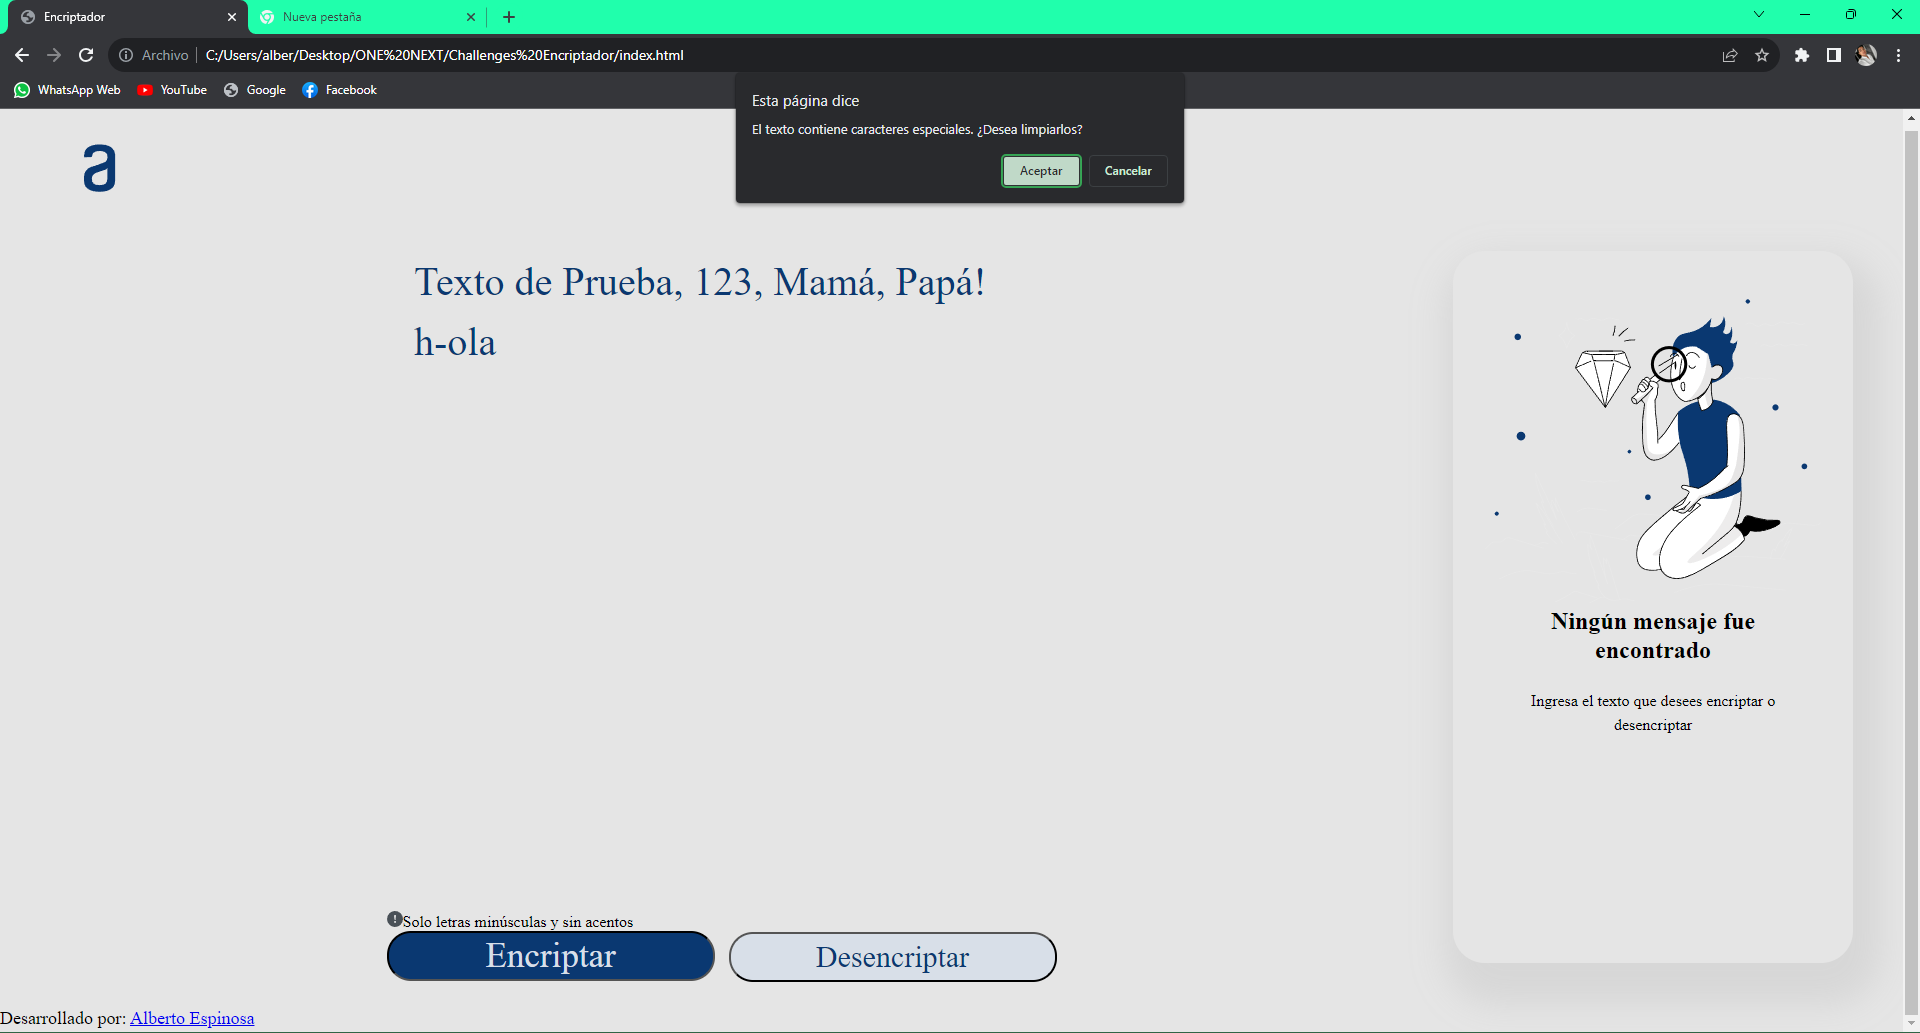 Encriptador
Nueva pestaña
Archivo
C:/Users/alber/Desktop/ONE%20NEXT/Challenges%20Encriptador/index.html
WhatsApp Web
YouTube
Google
Facebook
Esta página dice
El texto contiene caracteres especiales. ¿Desea limpiarlos?
Aceptar
Cancelar
a
Texto de Prueba, 123, Mamá, Papá!
h-ola
Ningún mensaje fue
encontrado
Ingresa el texto que desees encriptar o
desencriptar
Solo letras minúsculas y sin acentos
Encriptar
Desencriptar
Desarrollado por: Alberto Espinosa